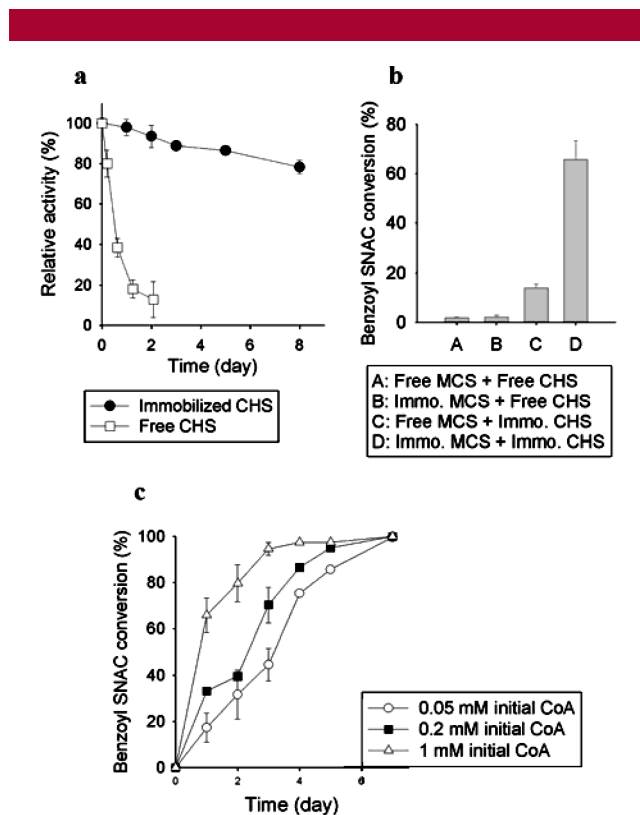 a
100
80
60
40
20
0
Relative activity (%)
0 2 4 6 8
Time (day)
Immobilized CHS
Free CHS
b
80
60
40
20
0
Benzoyl SNAC conversion (%)
A B C D
A: Free MCS + Free CHS
B: Immo. MCS + Free CHS
C: Free MCS + Immo. CHS
D: Immo. MCS + Immo. CHS
c
100
80
60
40
20
0
Benzoyl SNAC conversion (%)
0 2 4 6
Time (day)
0.05 mM initial CoA
0.2 mM initial CoA
1 mM initial CoA